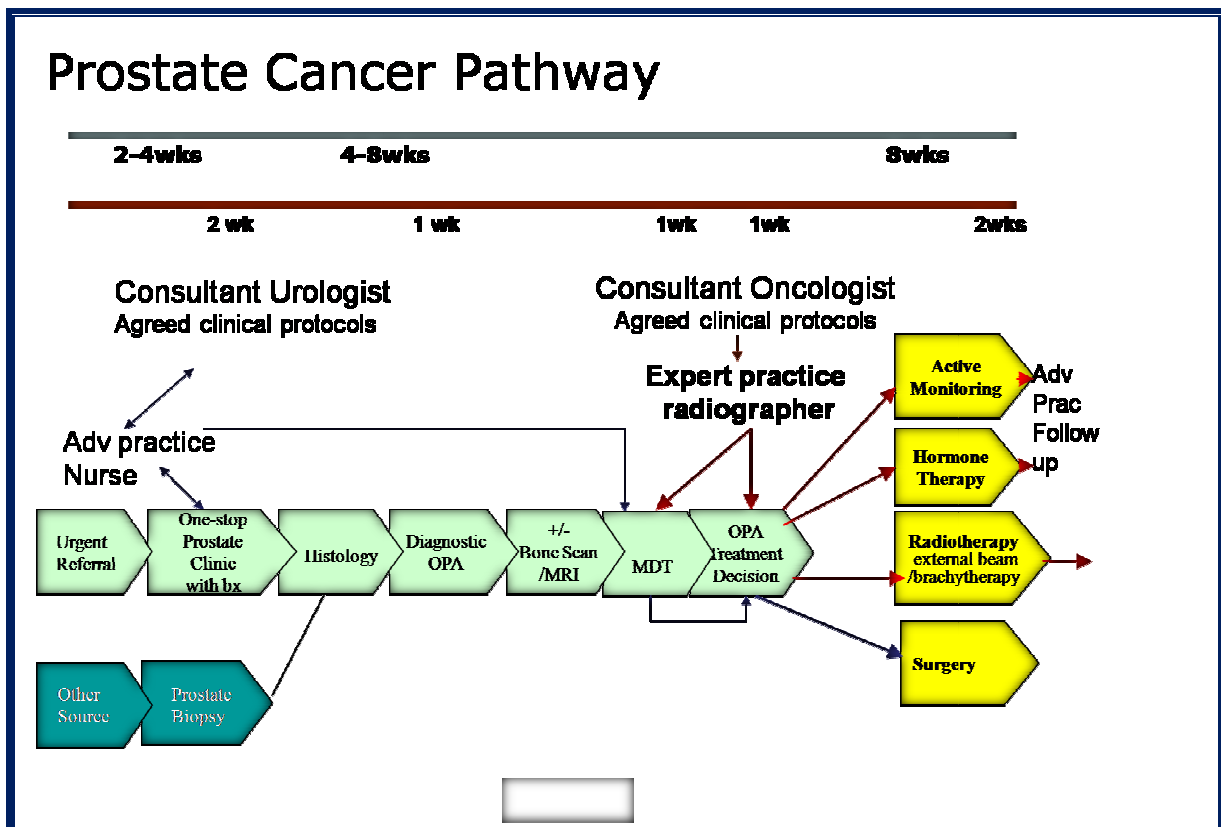 Prostate Cancer Pathway
2-4wks 4-8wks 8wks
2 wk 1 wk 1wk 1wk 2wks
Consultant Urologist
Agreed clinical protocols
Consultant Oncologist
Agreed clinical protocols
Expert practice
radiographer
Adv practice
Nurse
Active
Monitoring
Adv
Prac
Follow
up
Hormone
Therapy
Urgent
Referral
One-stop
Prostate
Clinic
with bx
Histology
Diagnostic
OPA
+/-
Bone Scan
/MRI
MDT
OPA
Treatment
Decision
Radiotherapy
external beam
/brachytherapy
Surgery
Other
Source
Prostate
Biopsy